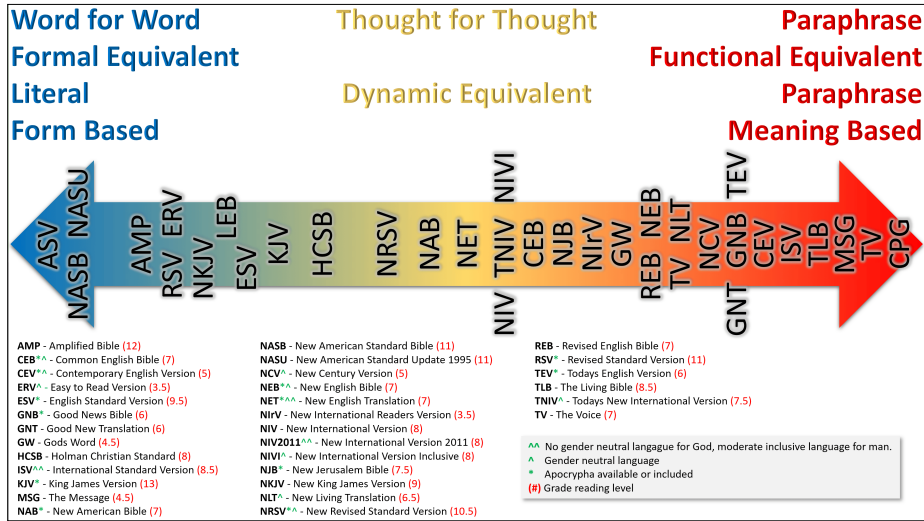 Word for Word
Formal Equivalent
Literal
Form Based
Thought for Thought
Dynamic Equivalent
Paraphrase
Functional Equivalent
Paraphrase
Meaning Based
ASV
NASB NASU
AMP
RSV ERV
NKJV
LEB
ESV
KJV
HCSB
NRSV
NAB
NET
NIV TNIV NIVI
CEB
NJB
NIrV
GW
REB NEB
TV NLT
NCV
GNT GNB TEV
CEV
ISV
TLB
MSG
TV
CPG
AMP - Amplified Bible (12)
CEB*^ - Common English Bible (7)
CEV*^ - Contemporary English Version (5)
ERV^ - Easy to Read Version (3.5)
ESV* - English Standard Version (9.5)
GNB* - Good News Bible (6)
GNT - Good New Translation (6)
GW - Gods Word (4.5)
HCSB - Holman Christian Standard (8)
ISV^^ - International Standard Version (8.5)
KJV* - King James Version (13)
MSG - The Message (4.5)
NAB* - New American Bible (7)
NASB - New American Standard Bible (11)
NASU - New American Standard Update 1995 (11)
NCV^ - New Century Version (5)
NEB*^ - New English Bible (7)
NET*^^ - New English Translation (7)
NIrV - New International Readers Version (3.5)
NIV - New International Version (8)
NIV2011^^ - New International Version 2011 (8)
NIVI^ - New International Version Inclusive (8)
NJB* - New Jerusalem Bible (7.5)
NKJV - New King James Version (9)
NLT^ - New Living Translation (6.5)
NRSV*^ - New Revised Standard Version (10.5)
REB - Revised English Bible (7)
RSV* - Revised Standard Version (11)
TEV* - Todays English Version (6)
TLB - The Living Bible (8.5)
TNIV^ - Todays New International Version (7.5)
TV - The Voice (7)
^^ No gender neutral langague for God, moderate inclusive language for man.
^ Gender neutral language
* Apocrypha available or included
(#) Grade reading level